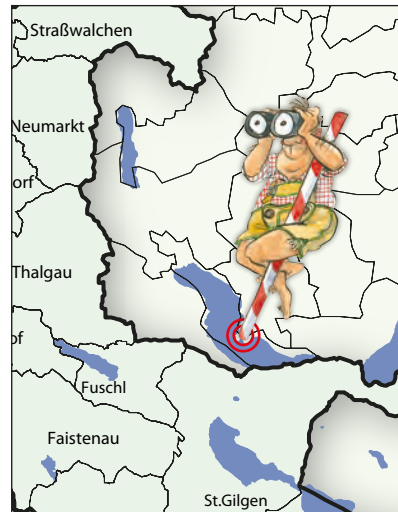 Straßwalchen
Neumarkt
orf
Thalgau
of
Fuschl
Faistenau
St.Gilgen